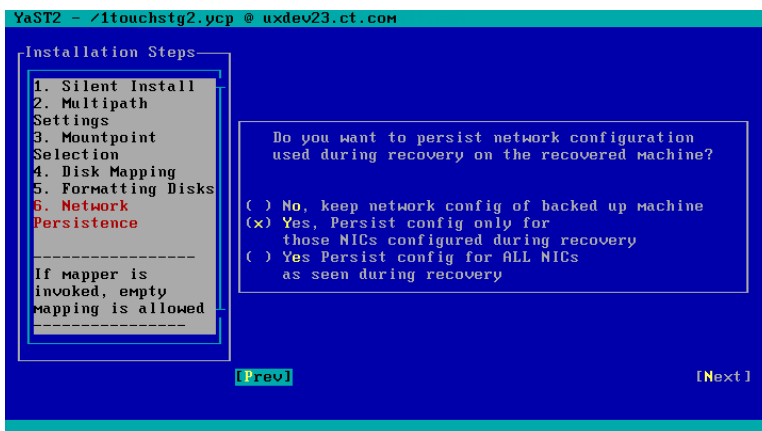 YaST2 - /1touchstg2.ycp @ uxdev23.ct.com
Installation Steps
1. Silent Install
2. Multipath
Settings
3. Mountpoint
Selection
4. Disk Mapping
5. Formatting Disks
6. Network
Persistence
-----------------
If mapper is
invoked, empty
mapping is allowed
----------------
Do you want to persist network configuration
used during recovery on the recovered machine?
( ) No, keep network config of backed up machine
(x) Yes, Persist config only for
those NICs configured during recovery
( ) Yes Persist config for ALL NICs
as seen during recovery
[Prev]
[Next]